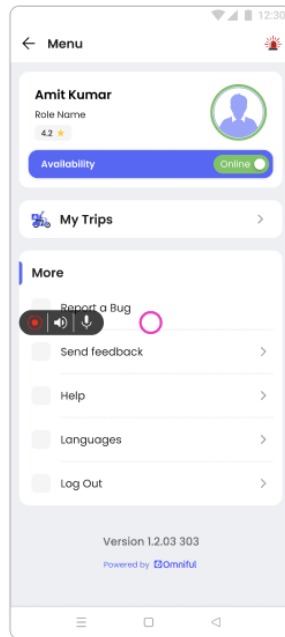 12:30
Menu
Amit Kumar
Role Name
4.2
Availability
Online
My Trips
More
Report a Bug
Send feedback
Help
Languages
Log Out
Version 1.2.03 303
Powered by Omniful